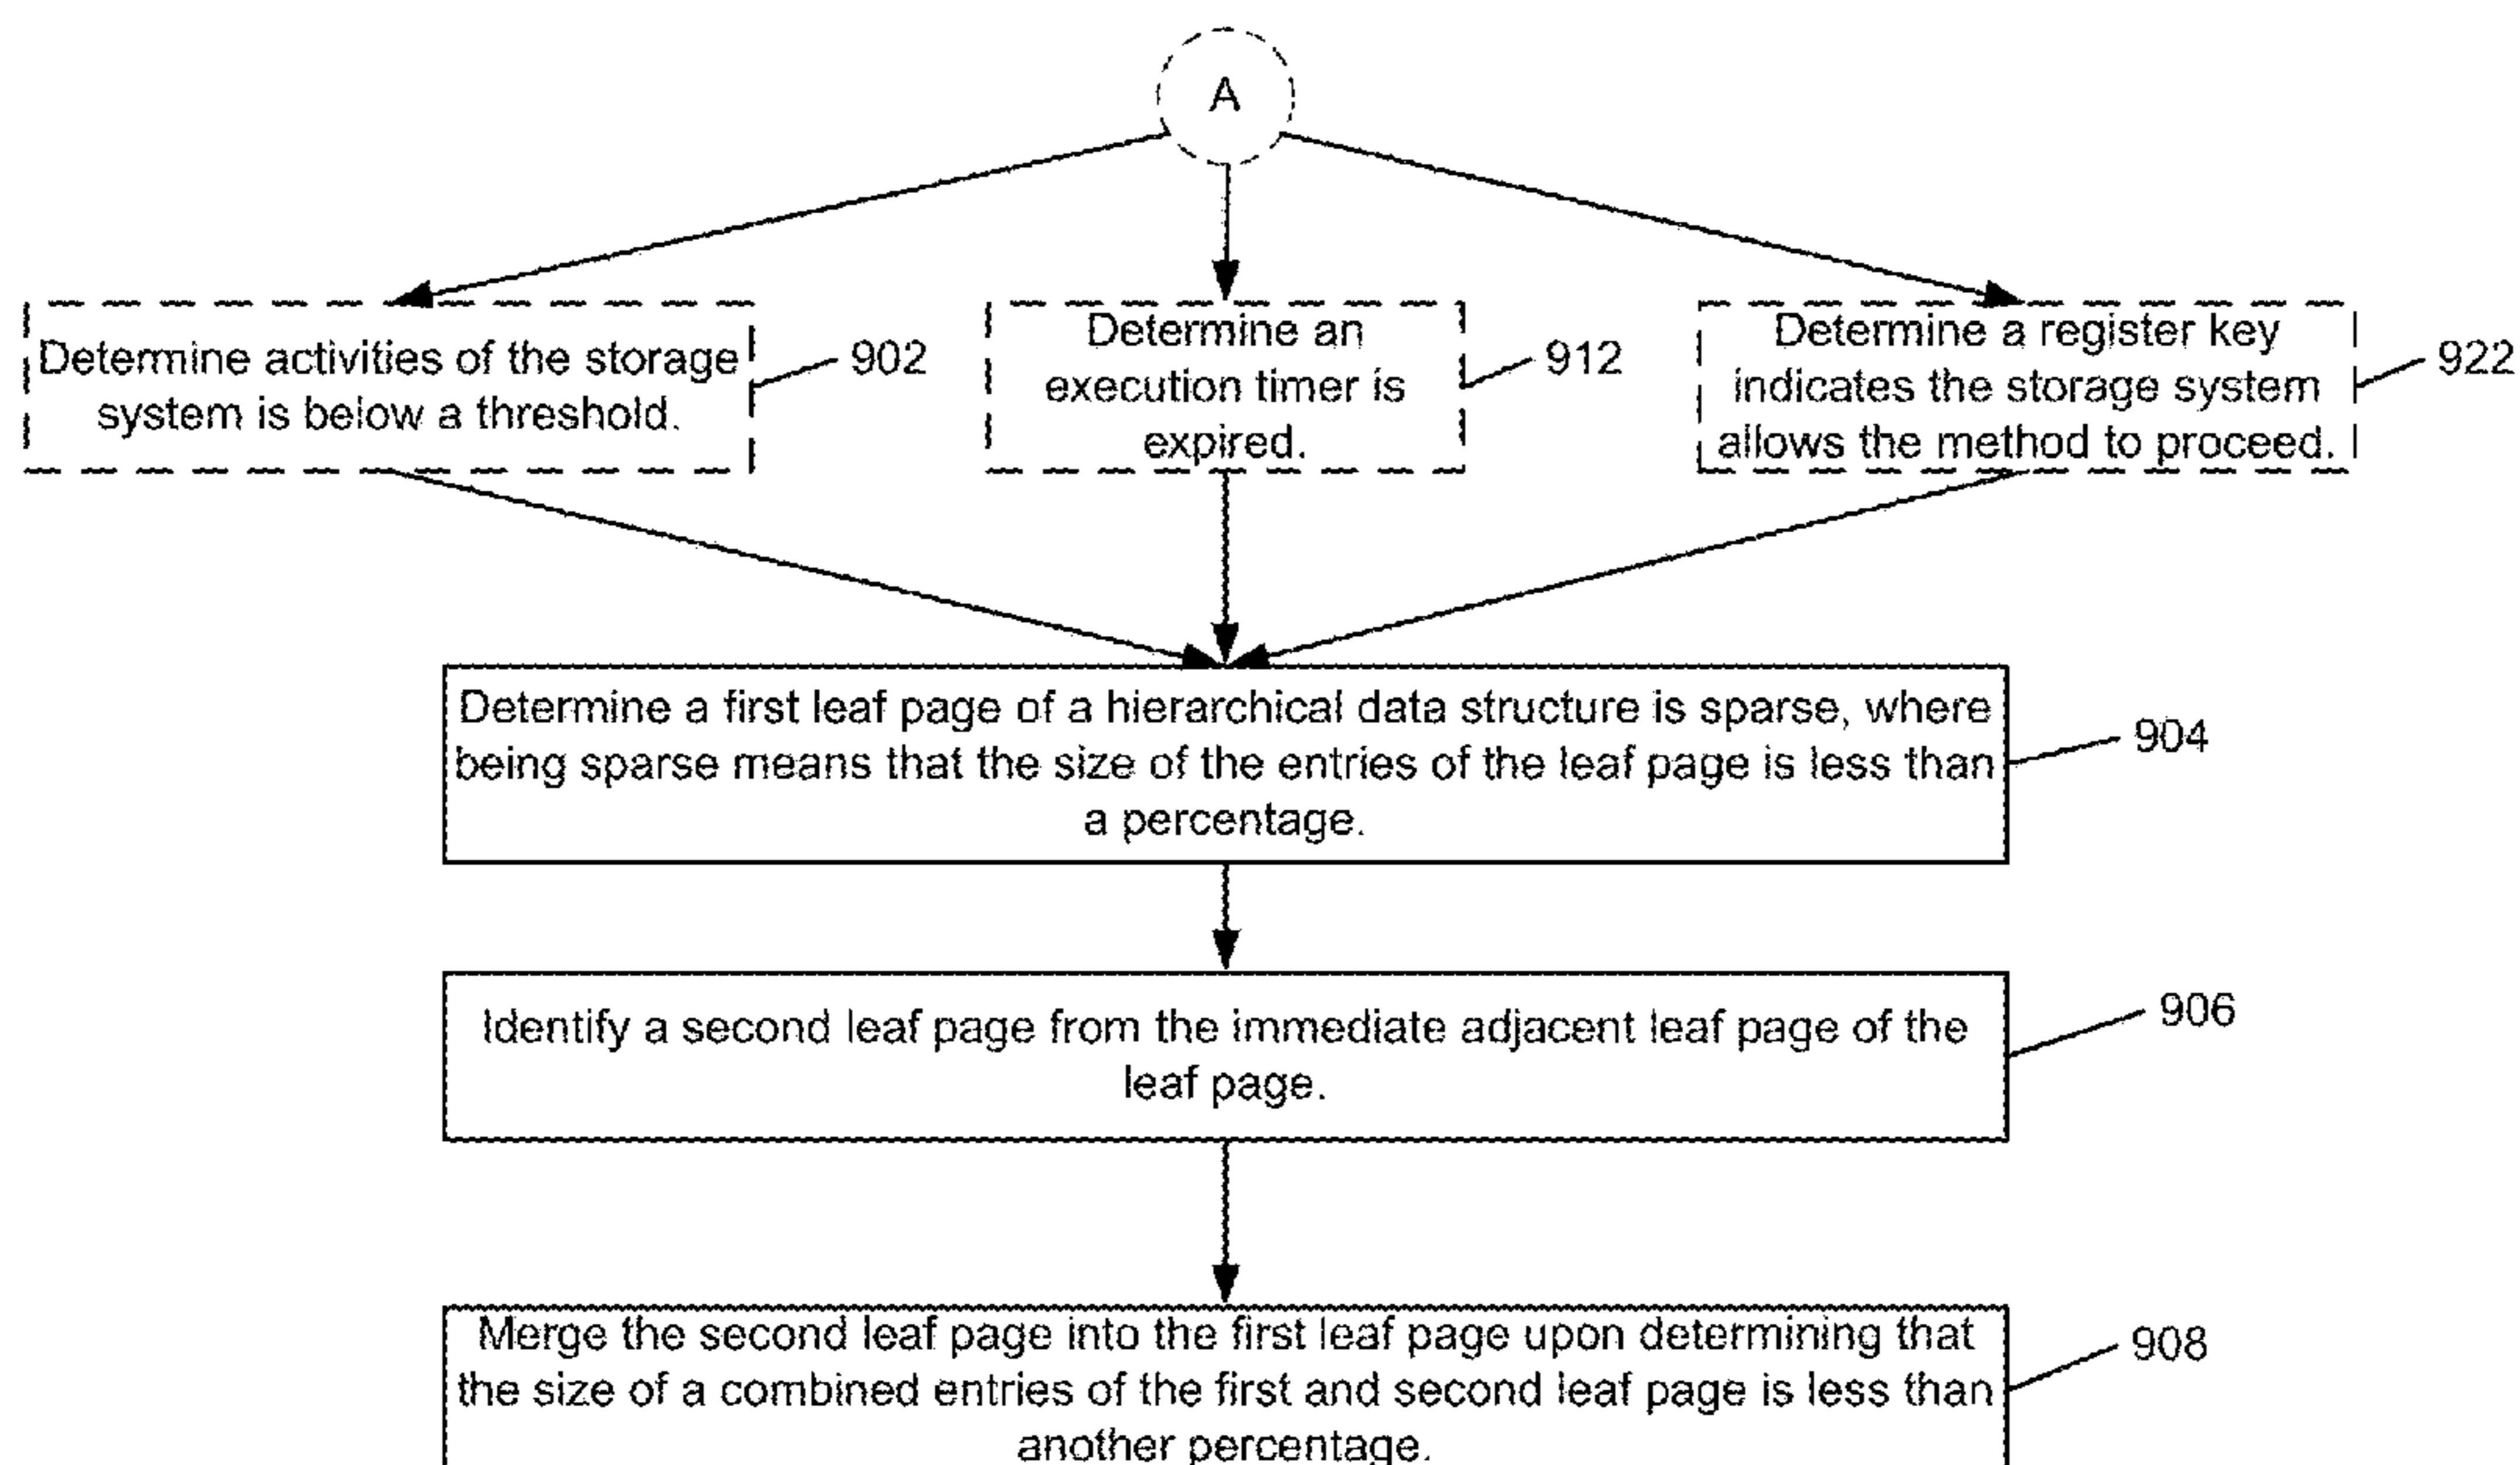 A
Determine activities of the storage
system is below a threshold.
902
Determine an
execution timer is
expired.
912
Determine a register key
indicates the storage system
allows the method to proceed.
922
Determine a first leaf page of a hierarchical data structure is sparse, where
being sparse means that the size of the entries of the leaf page is less than
a percentage.
904
Identify a second leaf page from the immediate adjacent leaf page of the
leaf page.
906
Merge the second leaf page into the first leaf page upon determining that
the size of a combined entries of the first and second leaf page is less than
another percentage.
908